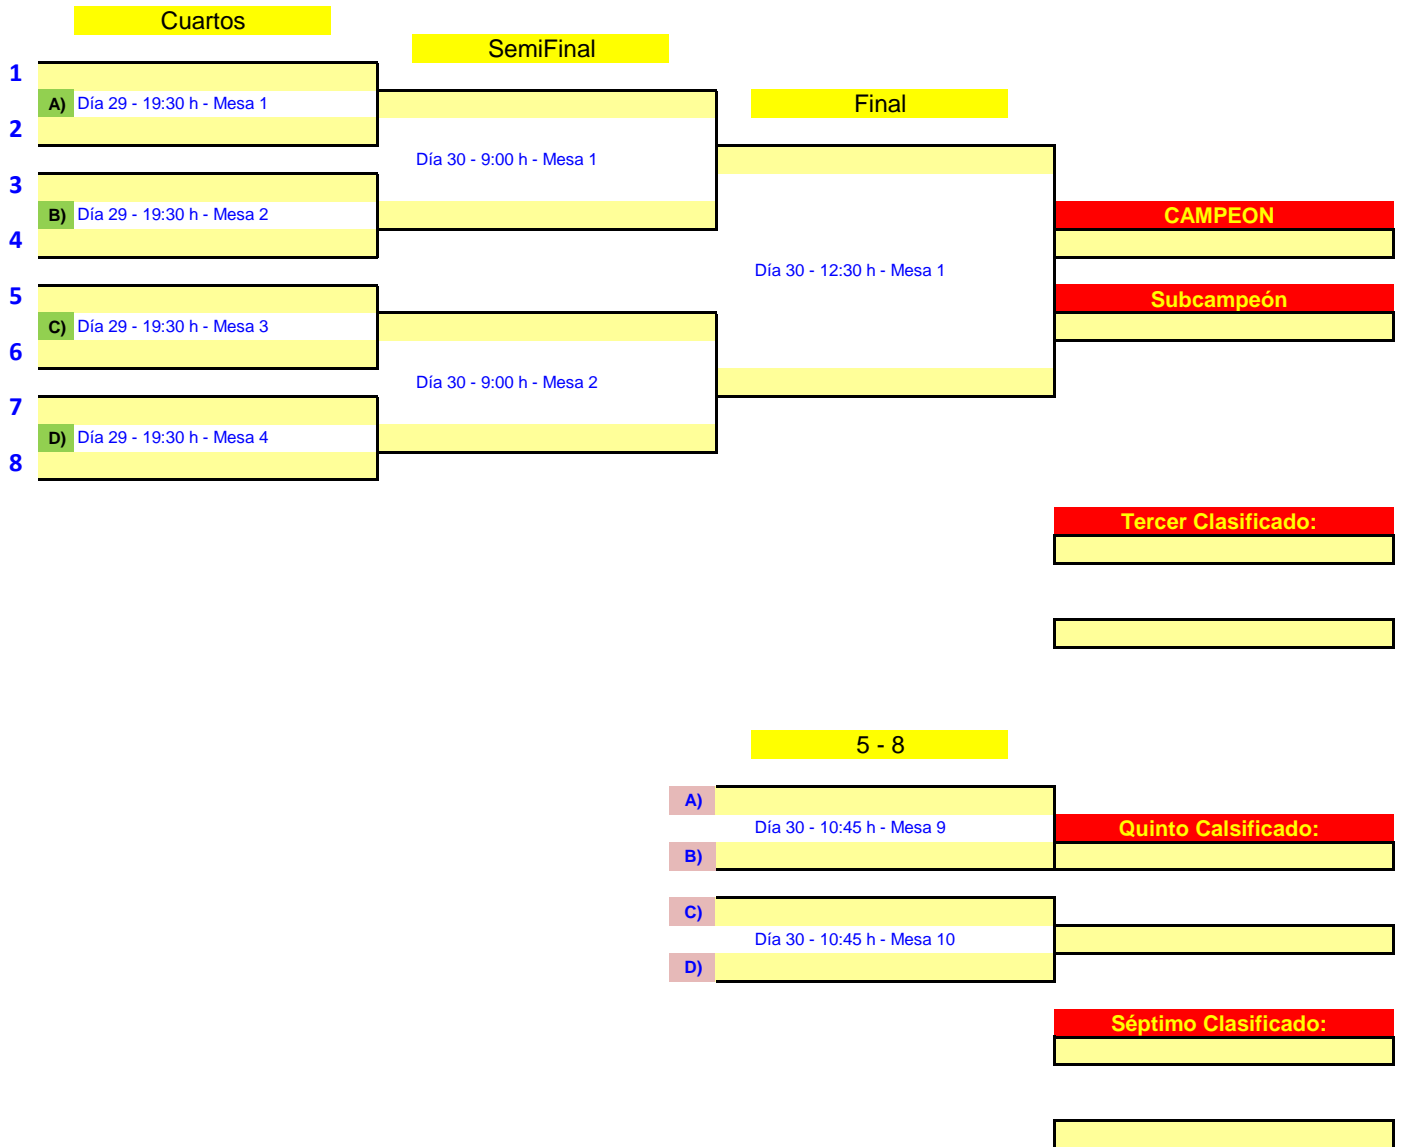 Cuartos
SemiFinal
Final
1
A) Día 29 - 19:30 h - Mesa 1
2
Día 30 - 9:00 h - Mesa 1
3
B) Día 29 - 19:30 h - Mesa 2
CAMPEON
4
Día 30 - 12:30 h - Mesa 1
5
Subcampeón
C) Día 29 - 19:30 h - Mesa 3
6
Día 30 - 9:00 h - Mesa 2
7
D) Día 29 - 19:30 h - Mesa 4
8
Tercer Clasificado:
5 - 8
A)
Día 30 - 10:45 h - Mesa 9
Quinto Calsificado:
B)
C)
Día 30 - 10:45 h - Mesa 10
D)
Séptimo Clasificado: